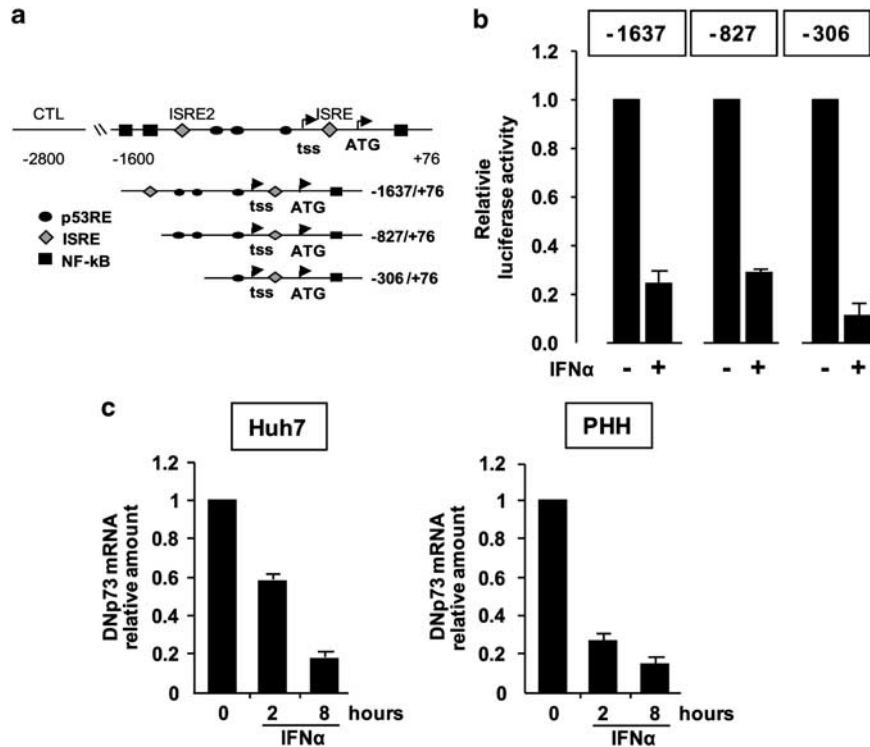 a
CTL
ISRE2
ISRE
tss
ATG
-2800
-1600
+76
tss
ATG
-1637/+76
p53RE
ISRE
NF-kB
tss
ATG
-827/+76
tss
ATG
-306/+76
b
-1637
-827
-306
Relativie
luciferase activity
1.2
1.0
0.8
0.6
0.4
0.2
0.0
IFNα - + - + - +
c
Huh7
DNp73 mRNA
relative amount
1.2
1
0.8
0.6
0.4
0.2
0
0 2 8 hours
IFNα
PHH
DNp73 mRNA
relative amount
1.2
1
0.8
0.6
0.4
0.2
0
0 2 8 hours
IFNα